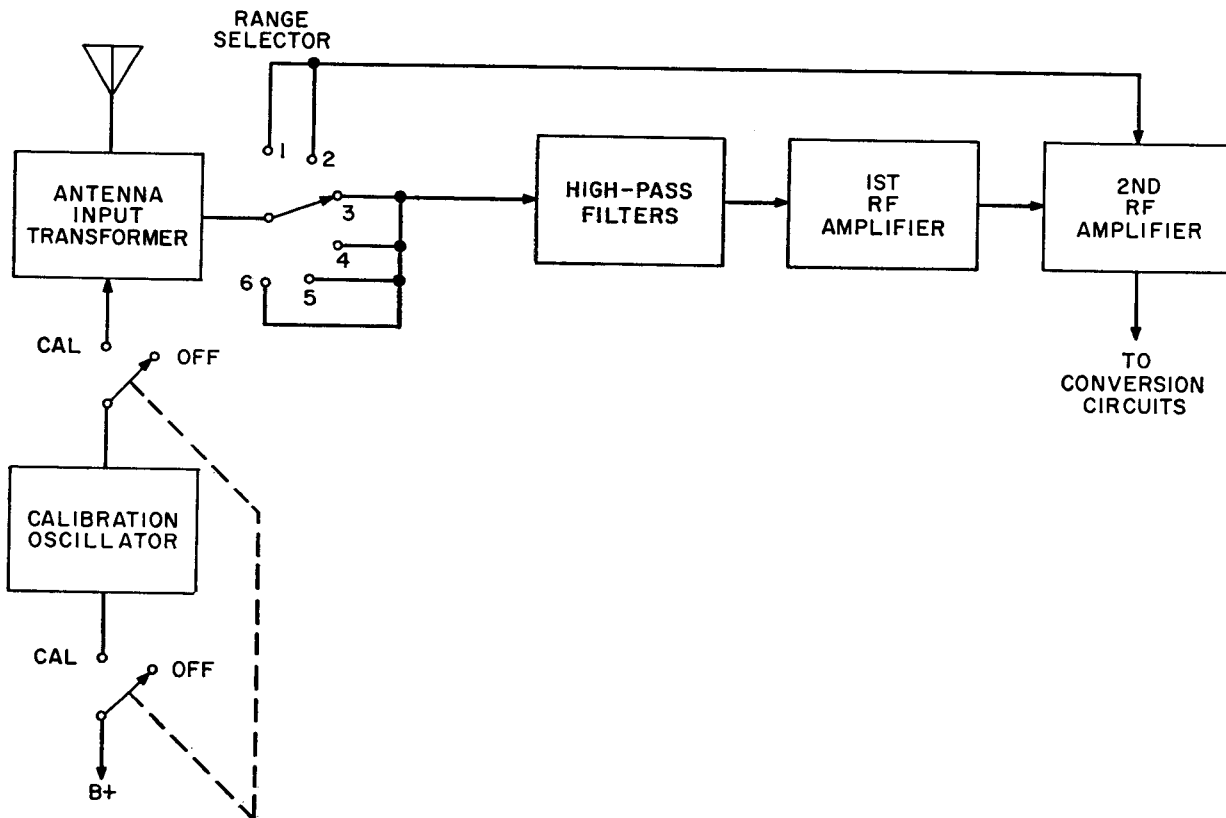 RANGE
SELECTOR
1
2
3
4
5
6
ANTENNA
INPUT
TRANSFORMER
HIGH-PASS
FILTERS
1ST
RF
AMPLIFIER
2ND
RF
AMPLIFIER
TO
CONVERSION
CIRCUITS
CAL
OFF
CALIBRATION
OSCILLATOR
CAL
OFF
B+